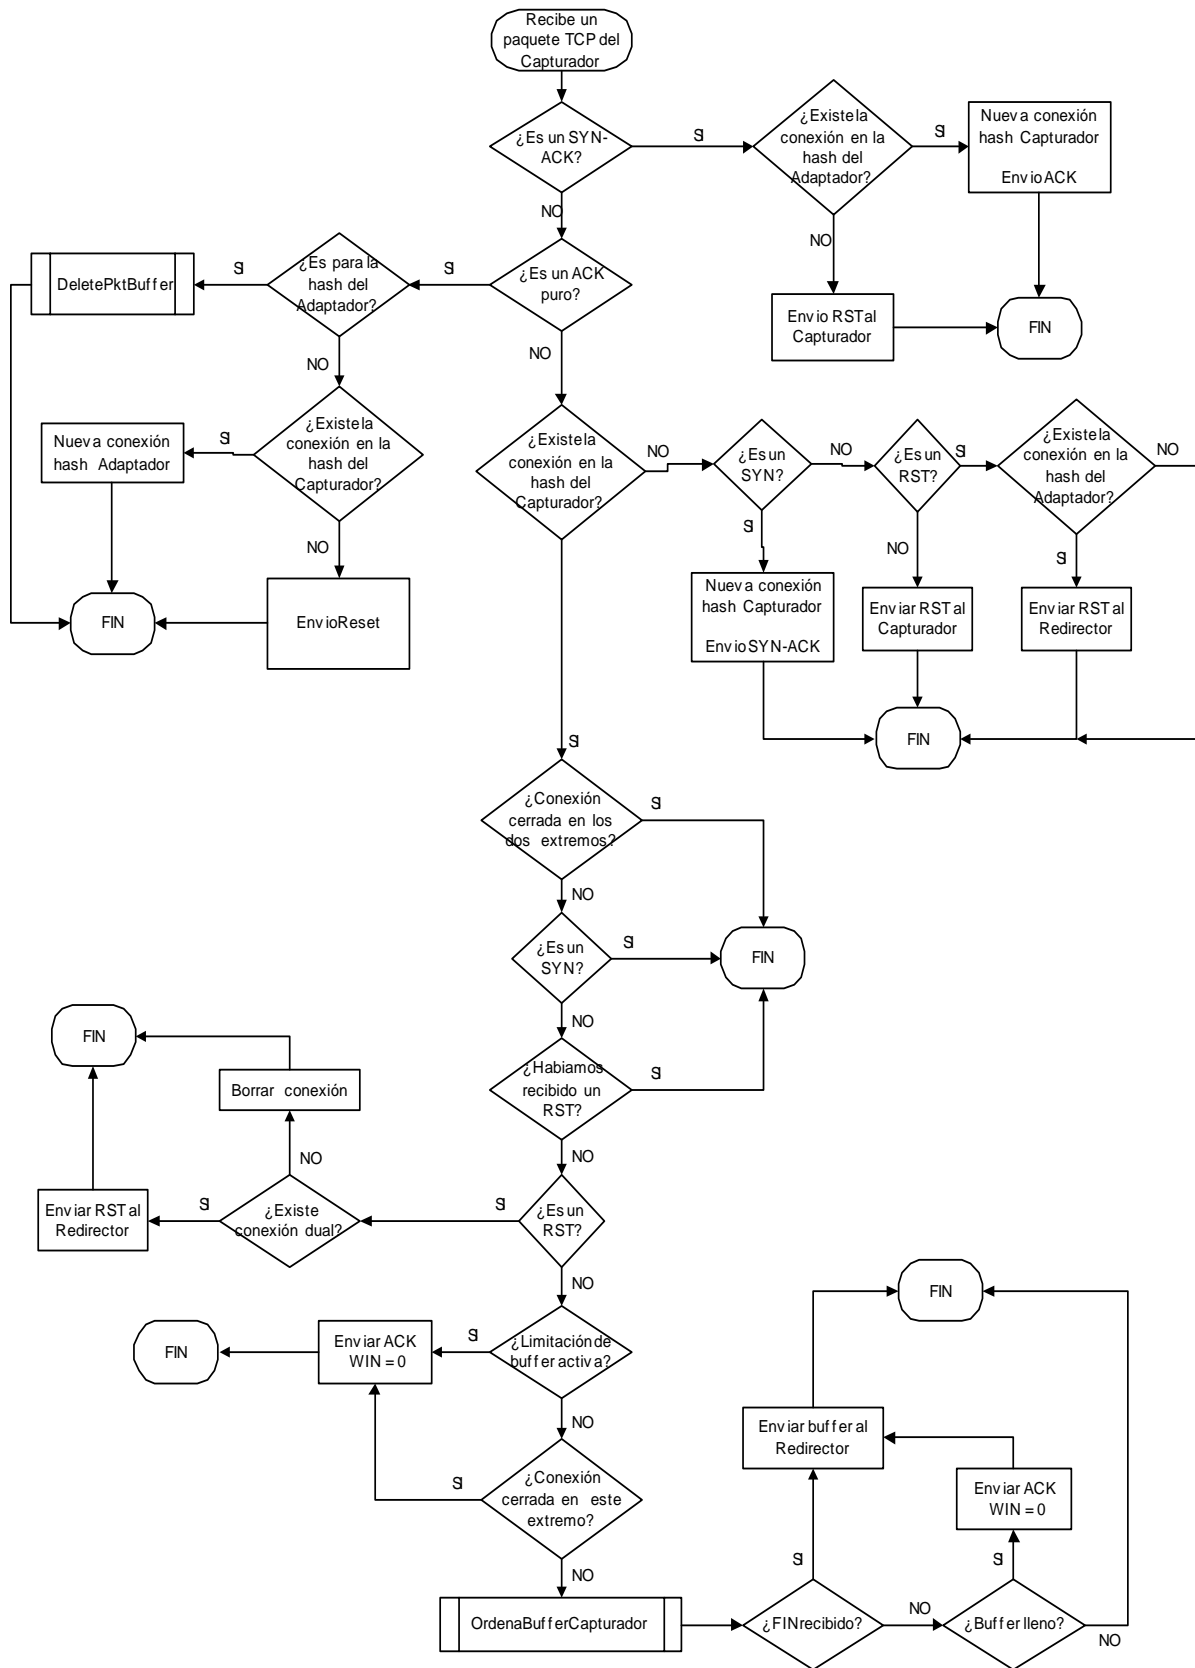 Recibe un
paquete TCP del
Capturador
¿Es un SYN-
ACK?
SI
¿Existe la
conexión en la
hash del
Adaptador?
SI
Nueva conexión
hash Capturador
Envio ACK
NO
NO
Envio RST al
Capturador
FIN
¿Es un ACK
puro?
SI
¿Es para la
hash del
Adaptador?
SI
DeletePktBuffer
NO
NO
¿Existe la
conexión en la
hash del
Capturador?
SI
Nueva conexión
hash Adaptador
NO
EnvioReset
FIN
¿Existe la
conexión en la
hash del
Capturador?
NO
¿Es un
SYN?
NO
¿Es un
RST?
SI
¿Existe la
conexión en la
hash del
Adaptador?
NO
SI
NO
SI
Nueva conexión
hash Capturador
Envio SYN-ACK
Enviar RST al
Capturador
Enviar RST al
Redirector
FIN
SI
¿Conexión
cerrada en los
dos extremos?
SI
NO
¿Es un
SYN?
SI
FIN
NO
¿Habiamos
recibido un
RST?
SI
NO
FIN
Borrar conexión
NO
Enviar RST al
Redirector
SI
¿Existe
conexión dual?
SI
¿Es un
RST?
NO
FIN
Enviar ACK
WIN = 0
SI
¿Limitación de
buffer activa?
NO
SI
¿Conexión
cerrada en este
extremo?
NO
OrdenaBufferCapturador
¿FIN recibido?
NO
¿Buffer lleno?
NO
SI
SI
Enviar ACK
WIN = 0
Enviar buffer al
Redirector
FIN